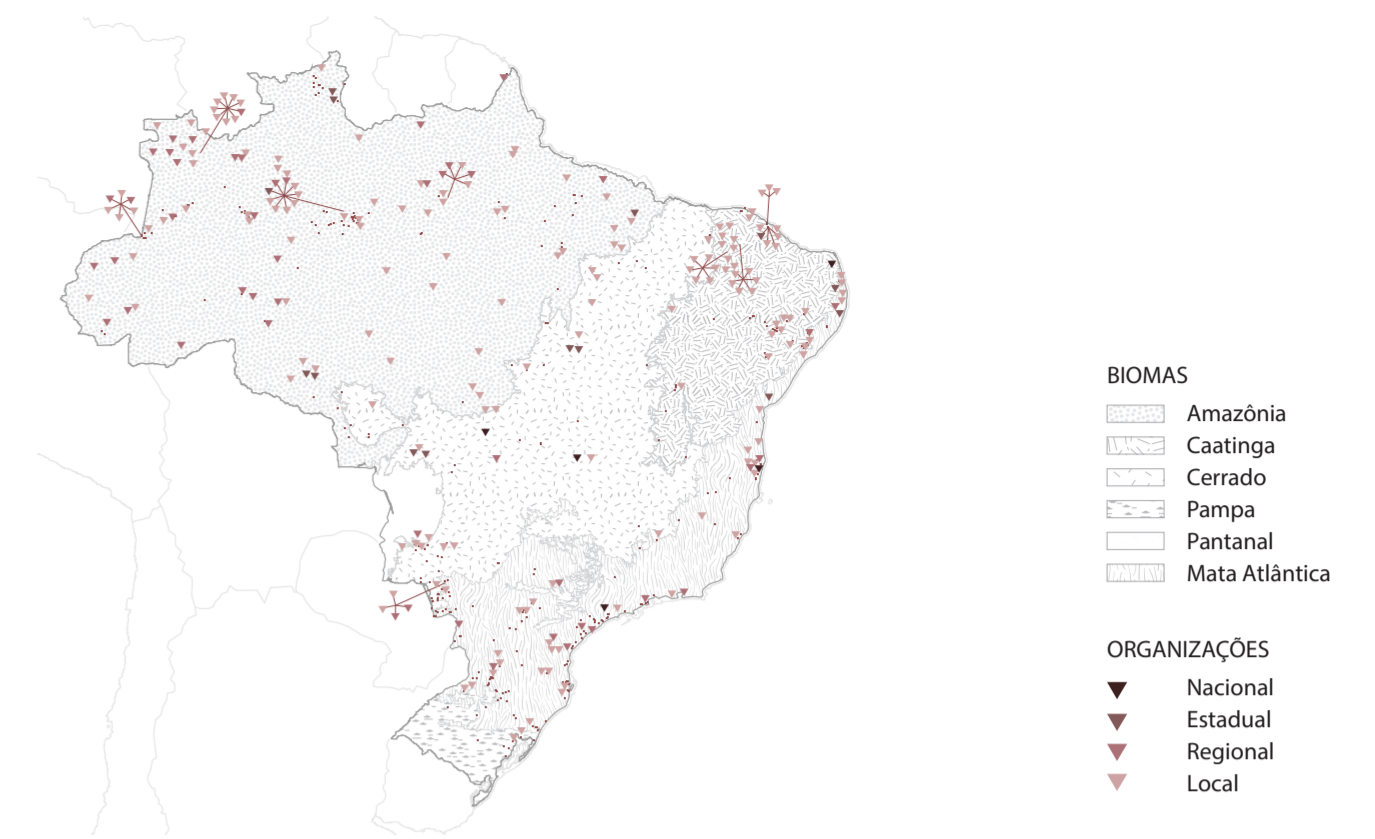 BIOMAS
Amazônia
Caatinga
Cerrado
Pampa
Pantanal
Mata Atlântica
ORGANIZAÇÕES
Nacional
Estadual
Regional
Local